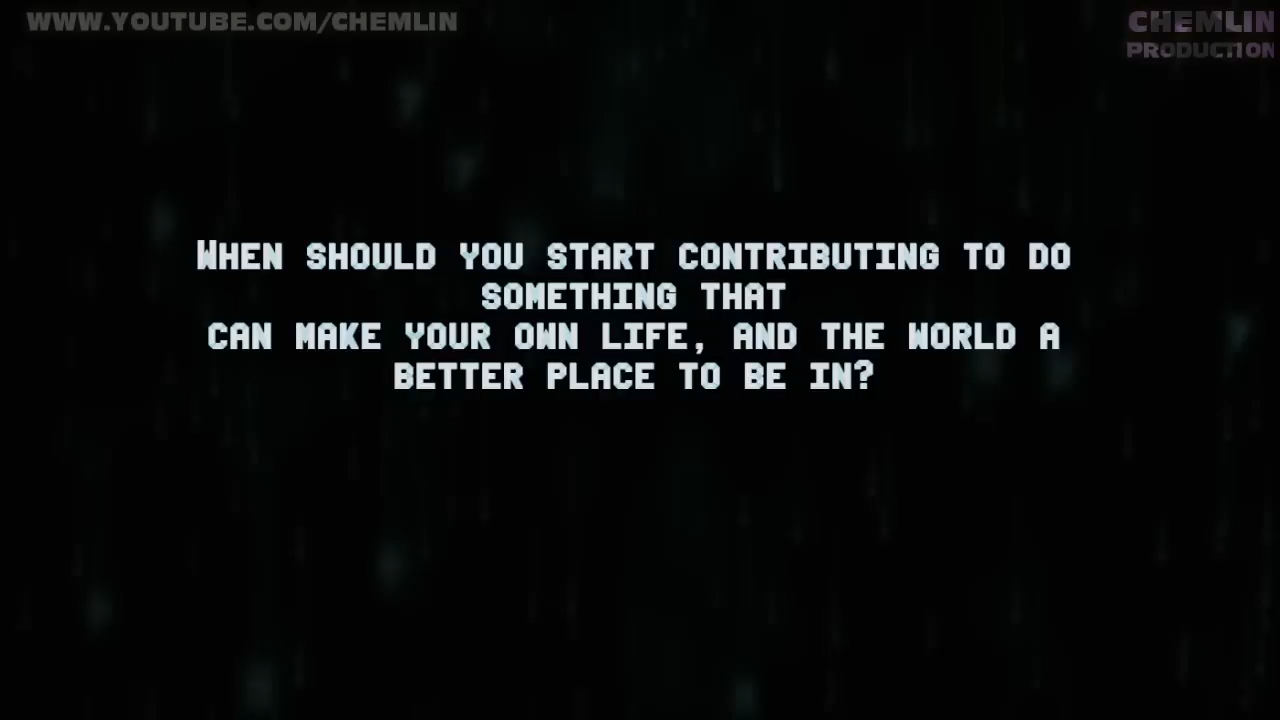 WWW.YOUTUBE.COM/CHEMLIN
CHEMLIN
PRODUCT1ON
WHEN SHOULD YOU START CONTRIBUTING TO DO
SOMETHING THAT
CAN MAKE YOUR OWN LIFE, AND THE WORLD A
BETTER PLACE TO BE IN?